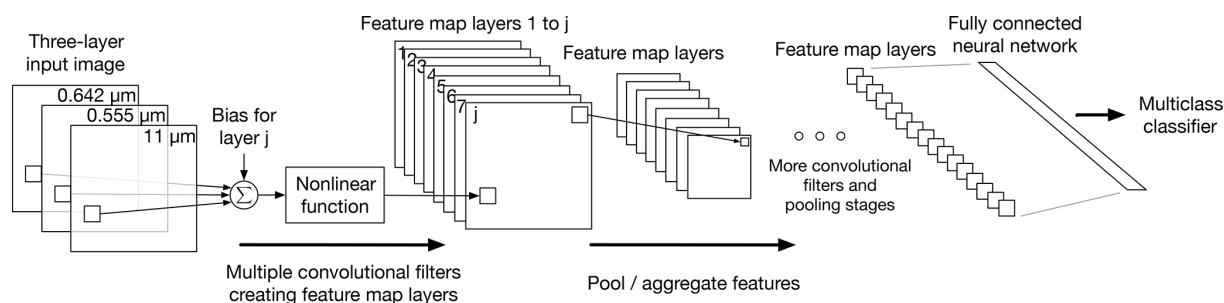 Three-layer
input image
0.642 µm
0.555 µm
11 µm
Bias for
layer j
Σ
Nonlinear
function
Multiple convolutional filters
creating feature map layers
Feature map layers 1 to j
1
2
3
4
5
6
7
j
Feature map layers
Pool / aggregate features
More convolutional
filters and
pooling stages
Feature map layers
Fully connected
neural network
Multiclass
classifier